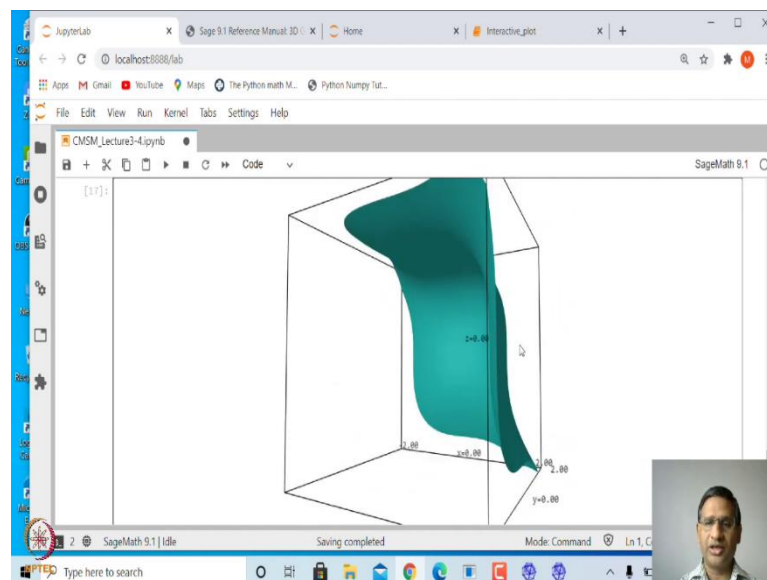 JupyterLab
Sage 9.1 Reference Manual: 3D G
Home
Interactive_plot
localhost:8888/lab
M
Apps
Gmail
YouTube
Maps
The Python math M...
Python Numpy Tut...
File Edit View Run Kernel Tabs Settings Help
CMSM_Lecture3-4.ipynb
Code
SageMath 9.1
[17]:
z=0.00
-2.00
x=0.00
2.00
2.00
y=0.00
2
SageMath 9.1 | Idle
Saving completed
Mode: Command
Ln 1, C
NPTEL
Type here to search